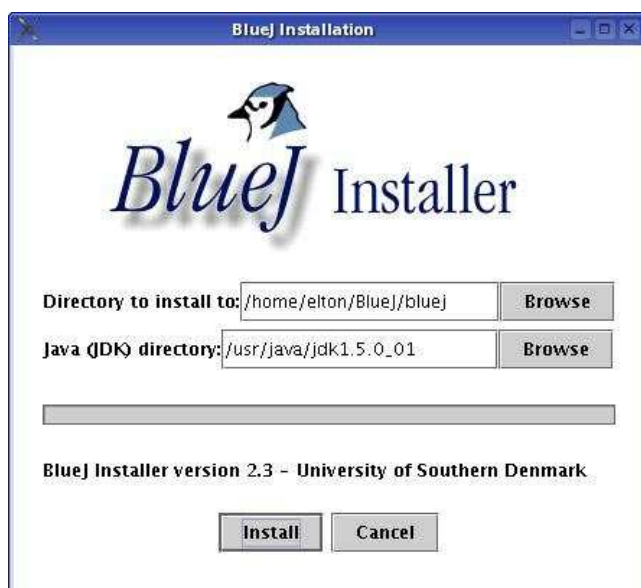 BlueJ Installation
BlueJ Installer
Directory to install to: /home/elton/BlueJ/bluej Browse
Java (JDK) directory: /usr/java/jdk1.5.0_01 Browse
BlueJ Installer version 2.3 - University of Southern Denmark
Install Cancel